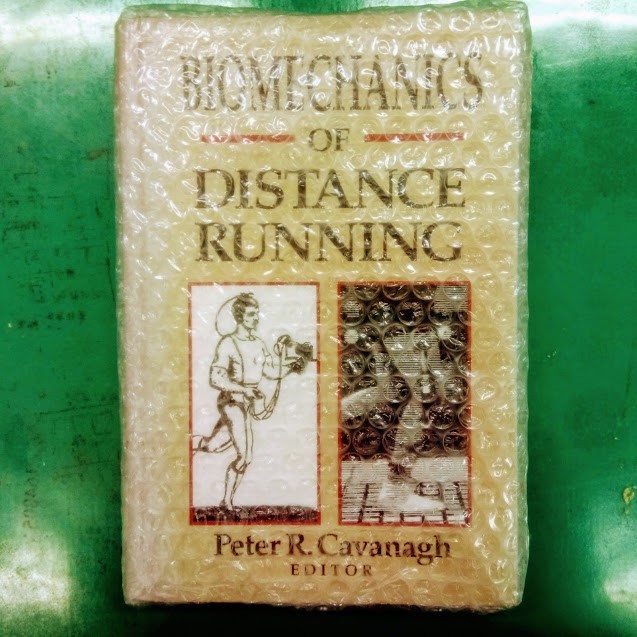 BIOMECHANICS
OF
DISTANCE
RUNNING
Peter R. Cavanagh
EDITOR